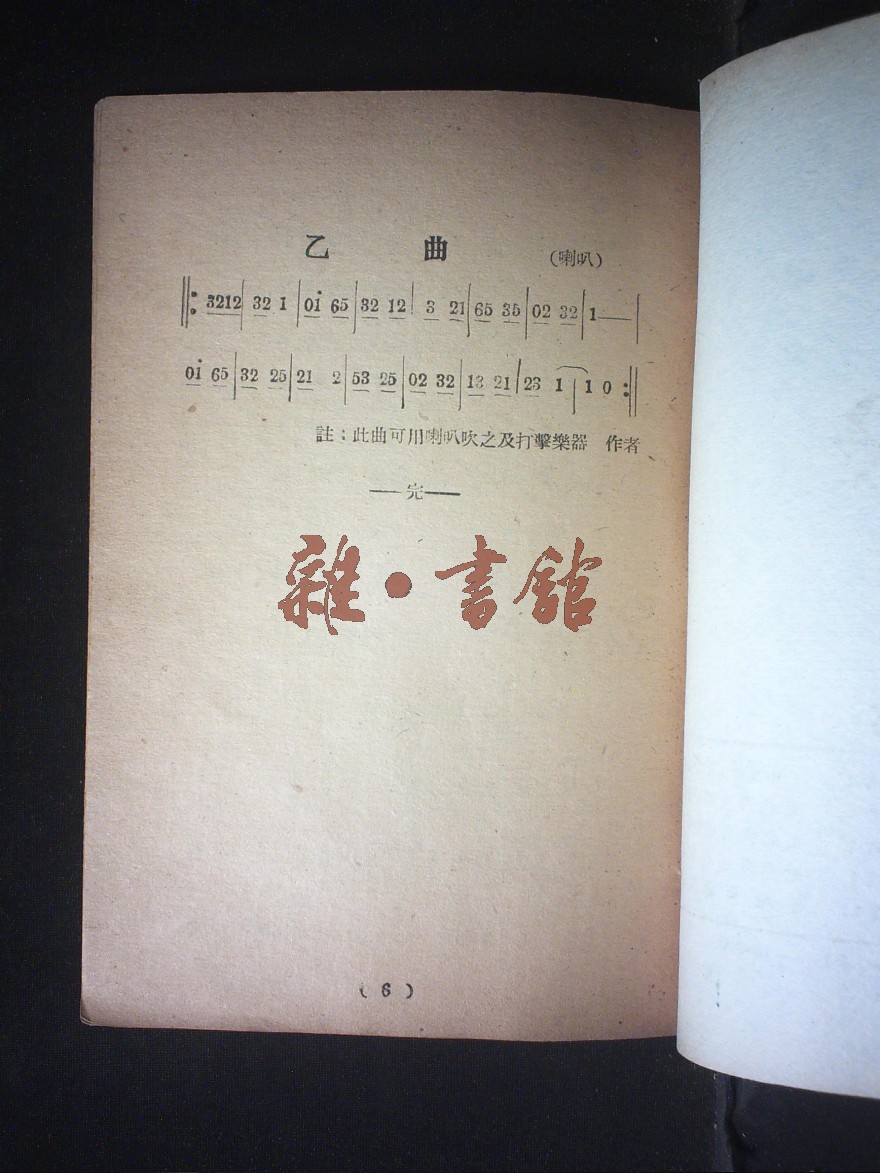 乙 曲 (喇叭)
‖: 3212 | 32 1 | 01̇ 65 | 32 12 | 3 21 | 65 35 | 02 32 | 1— |
01̇ 65 | 32 25 | 21 2 | 53 25 | 02 32 | 13 21 | 23 1 | 1 0 :‖
註：此曲可用喇叭吹之及打擊樂器 作者
——完——
雜·書館
( 6 )